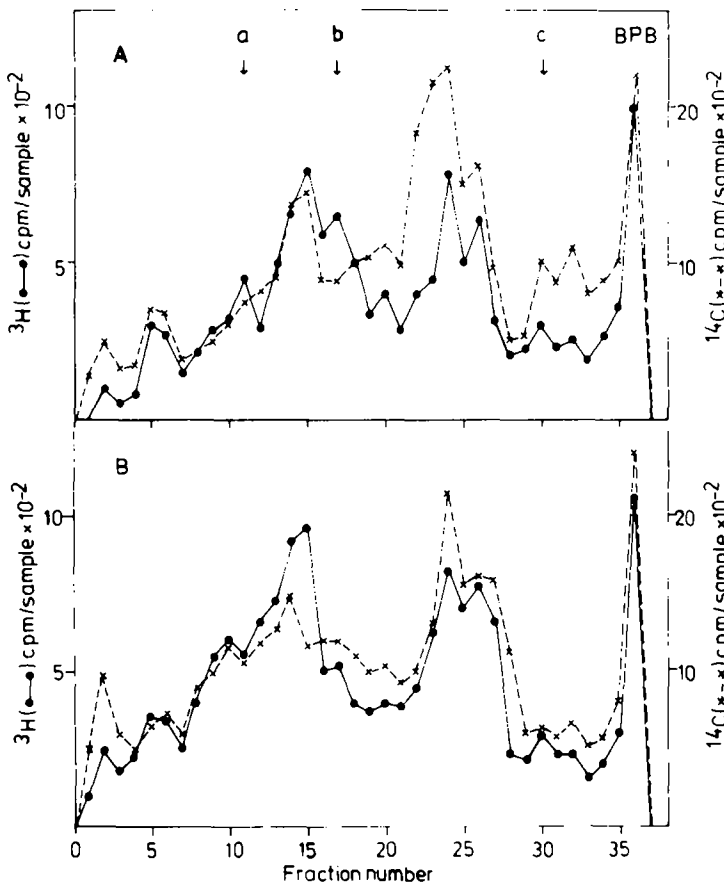 A
a
b
c
BPB
³H(●—●) cpm/sample × 10⁻²
10
5
¹⁴C(×--×) cpm/sample × 10⁻²
20
10
B
³H(●—●) cpm/sample × 10⁻²
10
5
¹⁴C(×--×) cpm/sample × 10⁻²
20
10
0 5 10 15 20 25 30 35
Fraction number